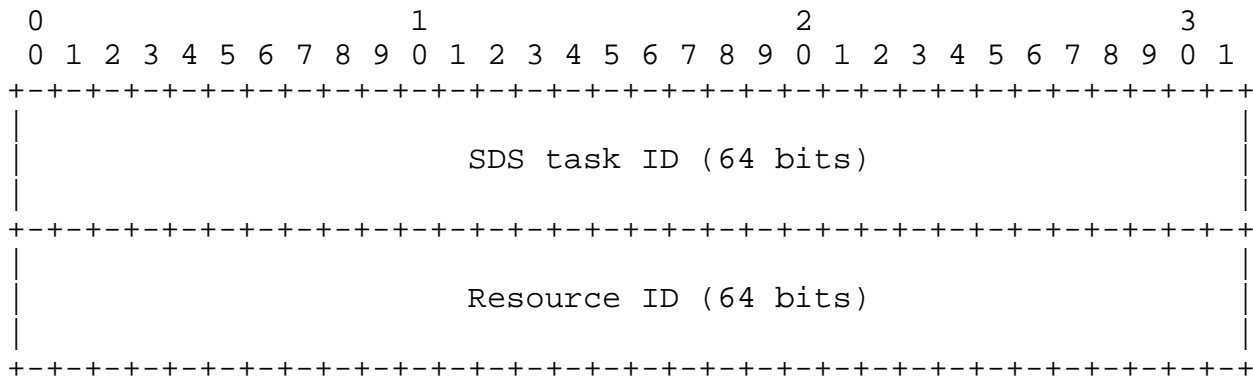 0                   1                   2                   3
 0 1 2 3 4 5 6 7 8 9 0 1 2 3 4 5 6 7 8 9 0 1 2 3 4 5 6 7 8 9 0 1
+-+-+-+-+-+-+-+-+-+-+-+-+-+-+-+-+-+-+-+-+-+-+-+-+-+-+-+-+-+-+-+-+
|                                                               |
|                       SDS task ID (64 bits)                   |
|                                                               |
+-+-+-+-+-+-+-+-+-+-+-+-+-+-+-+-+-+-+-+-+-+-+-+-+-+-+-+-+-+-+-+-+
|                                                               |
|                       Resource ID (64 bits)                   |
|                                                               |
+-+-+-+-+-+-+-+-+-+-+-+-+-+-+-+-+-+-+-+-+-+-+-+-+-+-+-+-+-+-+-+-+